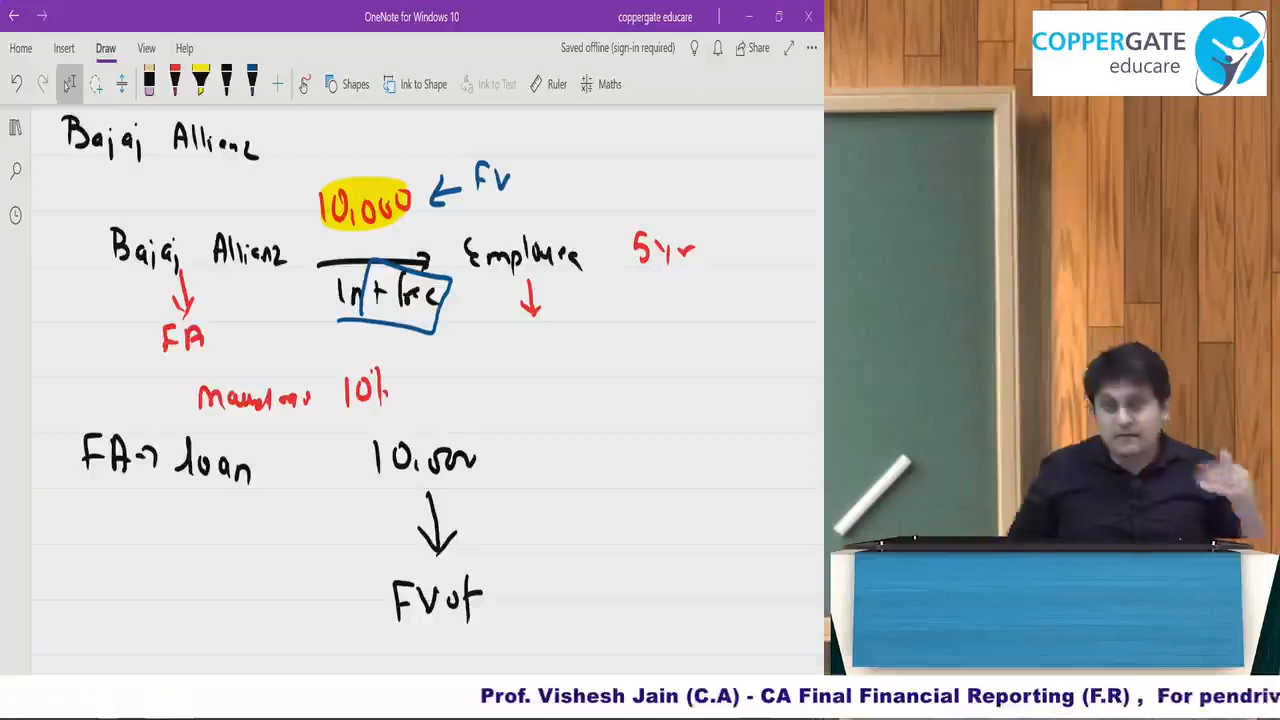 OneNote for Windows 10
coppergate educare
Home Insert Draw View Help
Saved offline (sign-in required)
Share
Shapes
Ink to Shape
Ink to Text
Ruler
Maths
COPPERGATE
educare
Bajaj Allianz
10,000 ← FV
Bajaj Allianz → Employee 5yr
Int free
FA
10%
FA → loan 10,000
FV of
Prof. Vishesh Jain (C.A) - CA Final Financial Reporting (F.R) , For pendriv